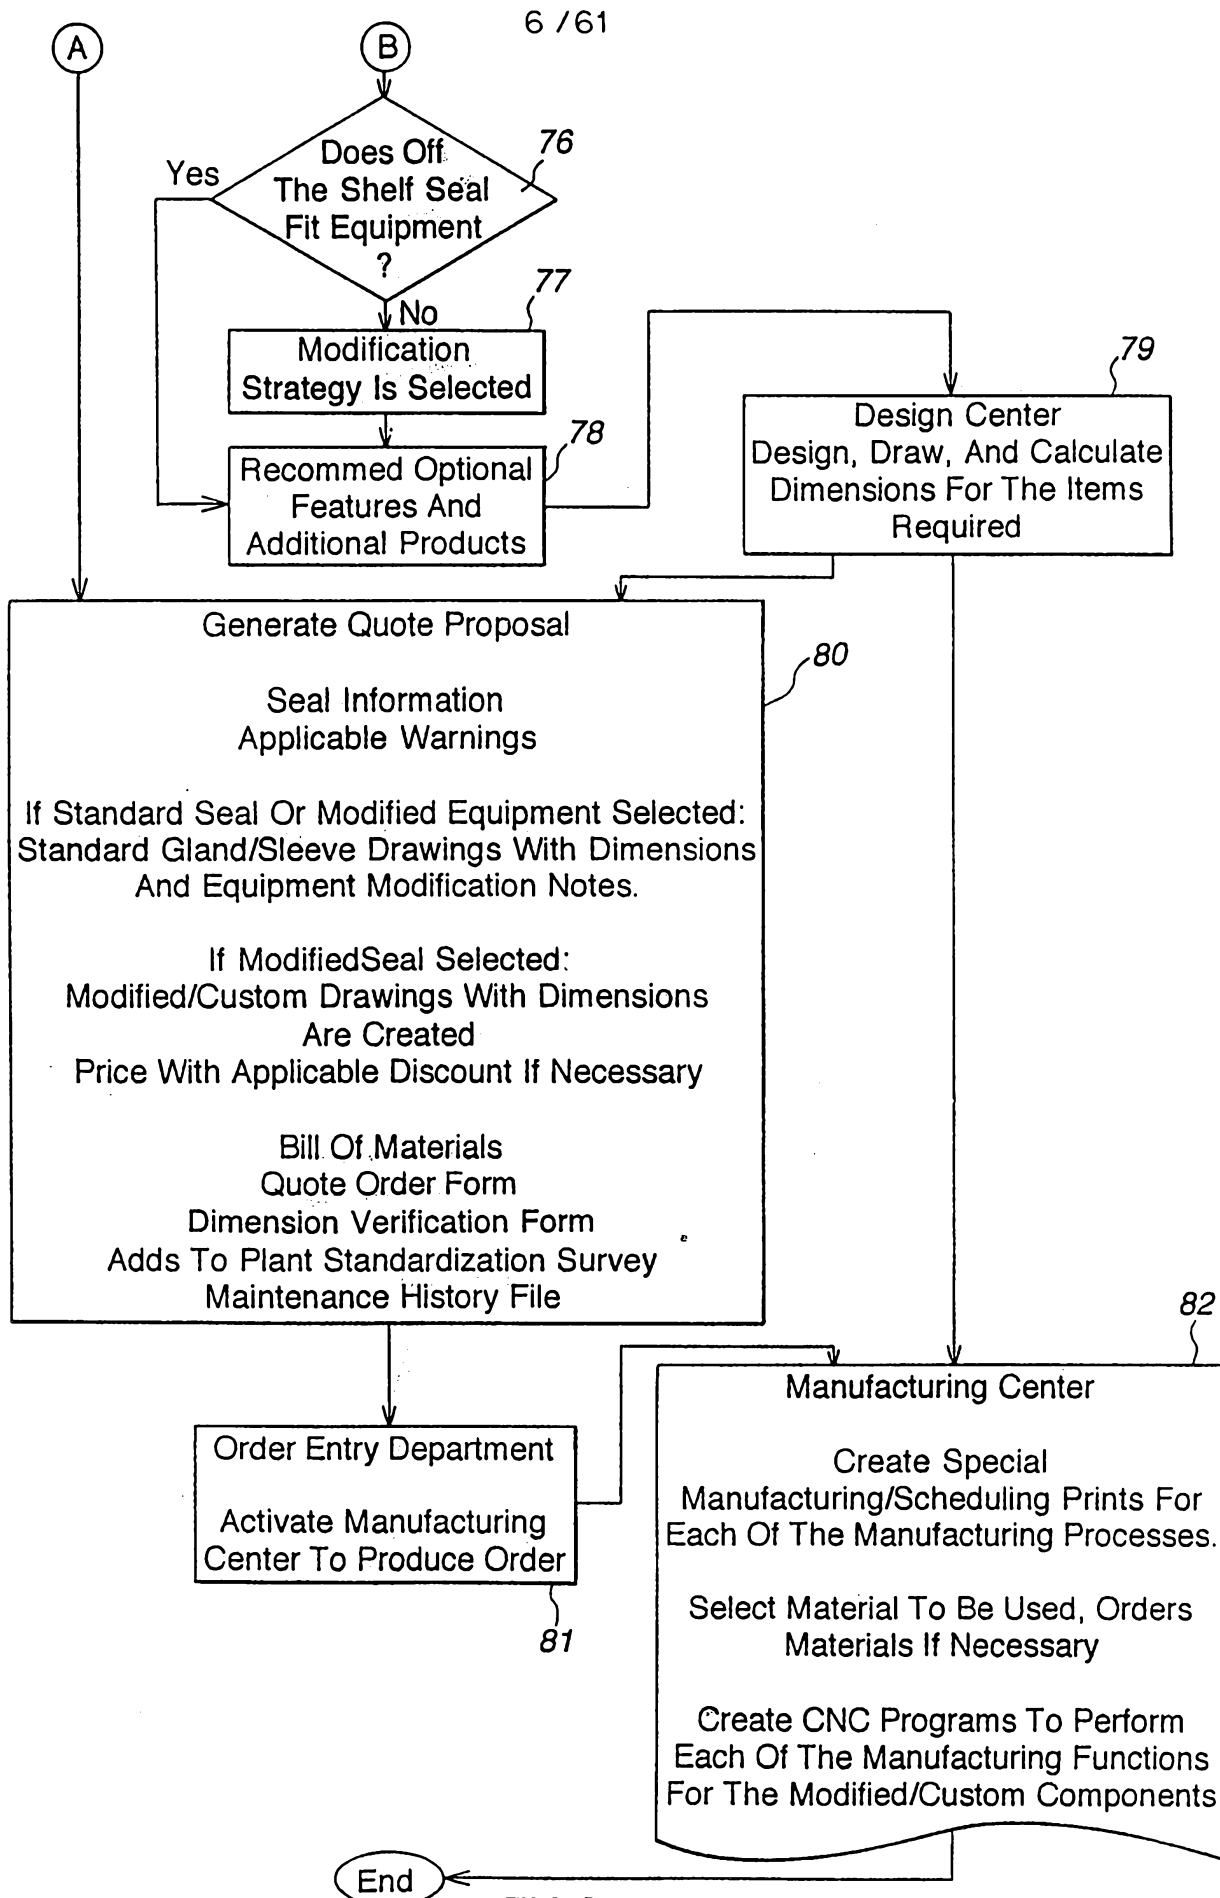 6 / 61
A
B
Does Off
The Shelf Seal
Fit Equipment
?
76
Yes
No
77
Modification
Strategy Is Selected
78
Recommed Optional
Features And
Additional Products
79
Design Center
Design, Draw, And Calculate
Dimensions For The Items
Required
80
Generate Quote Proposal
Seal Information
Applicable Warnings
If Standard Seal Or Modified Equipment Selected:
Standard Gland/Sleeve Drawings With Dimensions
And Equipment Modification Notes.
If ModifiedSeal Selected:
Modified/Custom Drawings With Dimensions
Are Created
Price With Applicable Discount If Necessary
Bill Of Materials
Quote Order Form
Dimension Verification Form
Adds To Plant Standardization Survey
Maintenance History File
Order Entry Department
Activate Manufacturing
Center To Produce Order
81
82
Manufacturing Center
Create Special
Manufacturing/Scheduling Prints For
Each Of The Manufacturing Processes.
Select Material To Be Used, Orders
Materials If Necessary
Create CNC Programs To Perform
Each Of The Manufacturing Functions
For The Modified/Custom Components
End